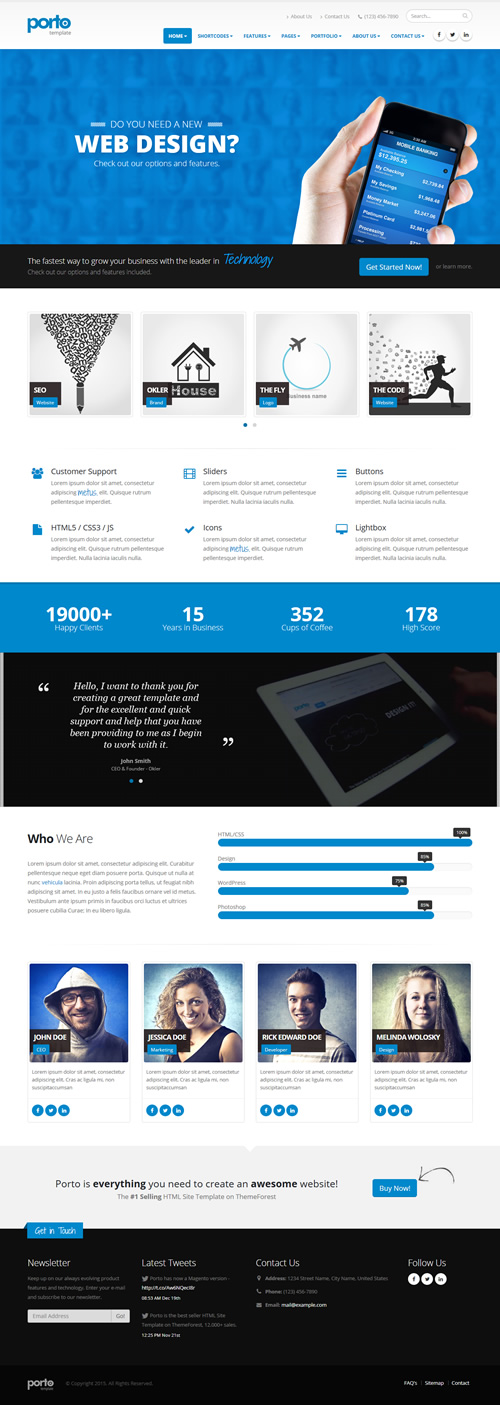 porto
template
About Us
Contact Us
(123) 456-7890
Search...
HOME
SHORTCODES
FEATURES
PAGES
PORTFOLIO
ABOUT US
CONTACT US
DO YOU NEED A NEW
WEB DESIGN?
Check out our options and features.
MOBILE BANKING
$12,395.25
My Checking
$2,735.64
My Savings
$1,968.48
Money Market
$3,247.06
Platinum Card
Processing
The fastest way to grow your business with the leader in Technology
Check out our options and features included.
Get Started Now!
or learn more.
SEO
Website
OKLER
Brand
House
THE FLY
Logo
business name
THE CODE
Website
Customer Support
Lorem ipsum dolor sit amet, consectetur
adipiscing metus, elit. Quisque rutrum
pellentesque imperdiet.
Sliders
Lorem ipsum dolor sit amet, consectetur
adipiscing elit. Quisque rutrum pellentesque
imperdiet. Nulla lacinia iaculis nulla.
Buttons
Lorem ipsum dolor sit amet, consectetur
adipiscing elit. Quisque rutrum pellentesque
imperdiet. Nulla lacinia iaculis nulla.
HTML5 / CSS3 / JS
Lorem ipsum dolor sit amet, consectetur
adipiscing elit. Quisque rutrum pellentesque
imperdiet. Nulla lacinia iaculis nulla.
Icons
Lorem ipsum dolor sit amet, consectetur
adipiscing metus, elit. Quisque rutrum
pellentesque imperdiet.
Lightbox
Lorem ipsum dolor sit amet, consectetur
adipiscing elit. Quisque rutrum pellentesque
imperdiet. Nulla lacinia iaculis nulla.
19000+
Happy Clients
15
Years in Business
352
Cups of Coffee
178
High Score
“ Hello, I want to thank you for
creating a great template and
for the excellent and quick
support and help that you have
been providing to me as I begin
to work with it. ”
John Smith
CEO & Founder - Okler
porto
DESIGN IT!
Who We Are
Lorem ipsum dolor sit amet, consectetur adipiscing elit. Curabitur
pellentesque neque eget diam posuere porta. Quisque ut nulla at
nunc vehicula lacinia. Proin adipiscing porta tellus, ut feugiat nibh
adipiscing sit amet. In eu justo a felis faucibus ornare vel id metus.
Vestibulum ante ipsum primis in faucibus orci luctus et ultrices
posuere cubilia Curae; In eu libero ligula.
HTML/CSS
100%
Design
85%
WordPress
75%
Photoshop
85%
JOHN DOE
CEO
Lorem ipsum dolor sit amet, consectetur
adipiscing elit. Cras ac ligula mi, non
suscipitaccumsan
JESSICA DOE
Marketing
Lorem ipsum dolor sit amet, consectetur
adipiscing elit. Cras ac ligula mi, non
suscipitaccumsan
RICK EDWARD DOE
Developer
Lorem ipsum dolor sit amet, consectetur
adipiscing elit. Cras ac ligula mi, non
suscipitaccumsan
MELINDA WOLOSKY
Design
Lorem ipsum dolor sit amet, consectetur
adipiscing elit. Cras ac ligula mi, non
suscipitaccumsan
Porto is everything you need to create an awesome website!
The #1 Selling HTML Site Template on ThemeForest
Buy Now!
Get in Touch
Newsletter
Keep up on our always evolving product
features and technology. Enter your e-mail
and subscribe to our newsletter.
Email Address
Go!
Latest Tweets
Porto has now a Magento version -
08:53 AM Dec 19th
Porto is the best seller HTML Site
Template on ThemeForest, 12,000+ sales.
12:25 PM Nov 21st
Contact Us
Address: 1234 Street Name, City Name, United States
Phone: (123) 456-7890
Email: mail@example.com
Follow Us
porto
template
© Copyright 2015. All Rights Reserved.
FAQ's
Sitemap
Contact